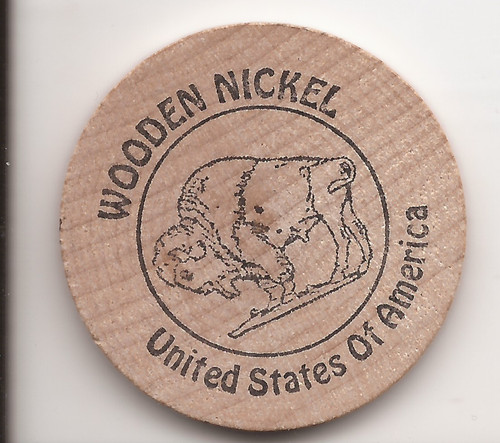 WOODEN NICKEL
United States Of America